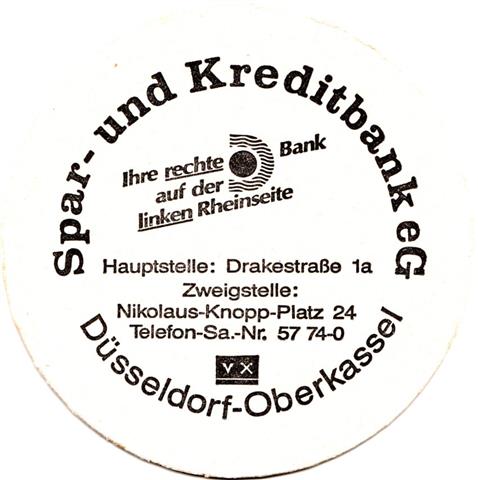 Spar- und Kreditbank eG
Ihre rechte Bank
auf der
linken Rheinseite
Hauptstelle: Drakestraße 1a
Zweigstelle:
Nikolaus-Knopp-Platz 24
Telefon-Sa.-Nr. 57 74-0
Düsseldorf-Oberkassel